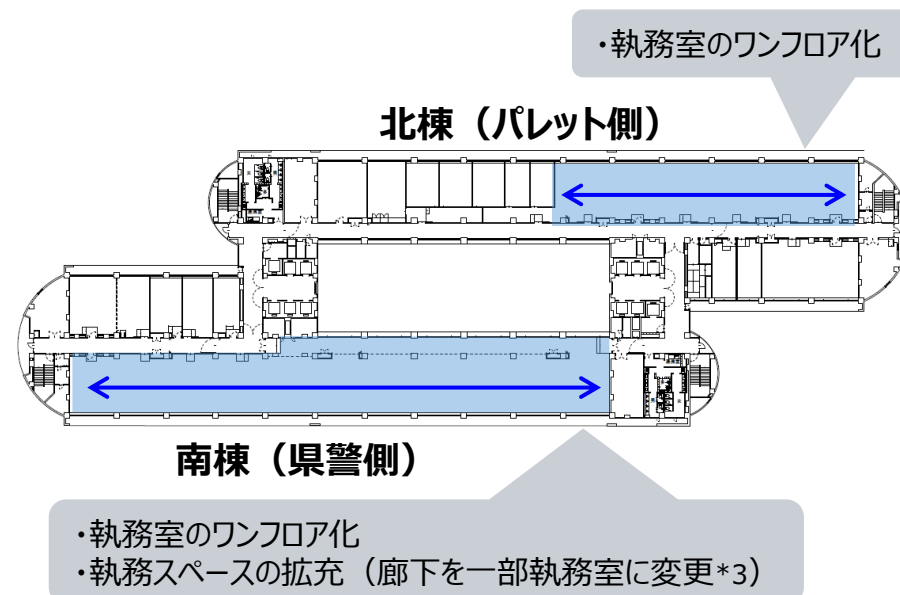 ・執務室のワンフロア化
北棟（パレット側）
南棟（県警側）
・執務室のワンフロア化
・執務スペースの拡充（廊下を一部執務室に変更*3）